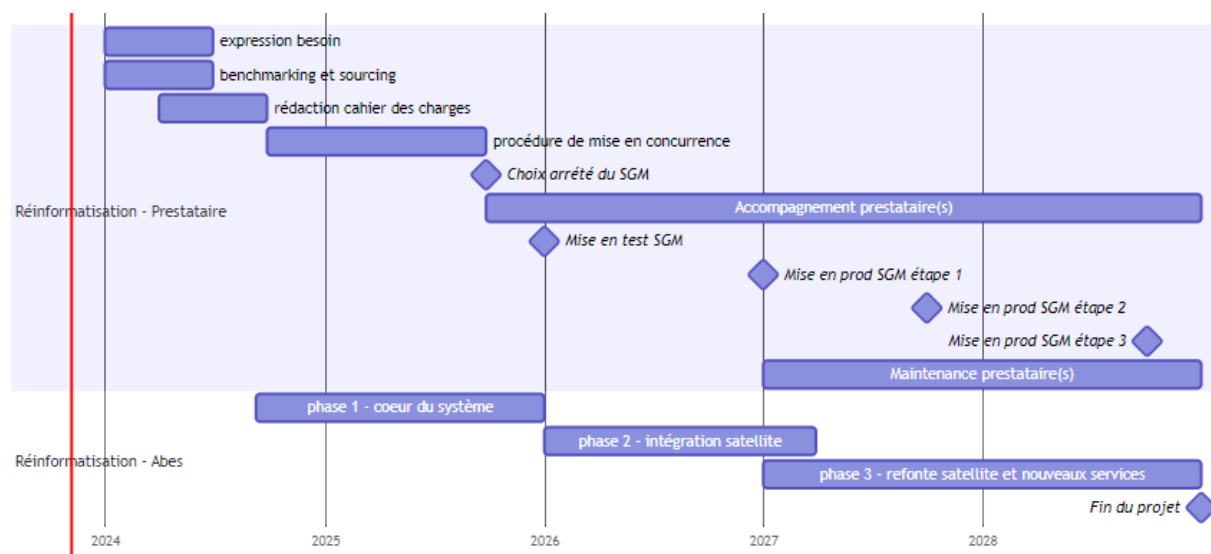 expression besoin
benchmarking et sourcing
rédaction cahier des charges
procédure de mise en concurrence
Choix arrété du SGM
Réinformatisation - Prestataire
Accompagnement prestataire(s)
Mise en test SGM
Mise en prod SGM étape 1
Mise en prod SGM étape 2
Mise en prod SGM étape 3
Maintenance prestataire(s)
phase 1 - coeur du système
phase 2 - intégration satellite
Réinformatisation - Abes
phase 3 - refonte satellite et nouveaux services
Fin du projet
2024 2025 2026 2027 2028